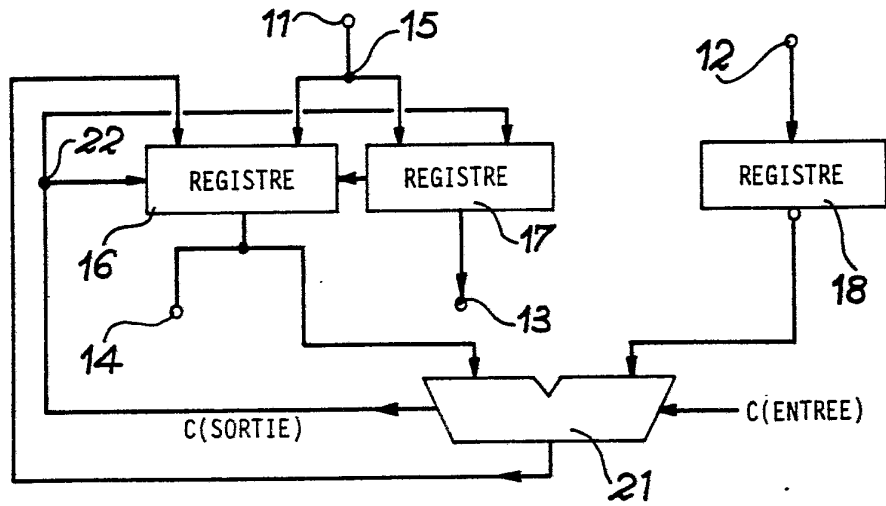 11
15
12
22
REGISTRE
REGISTRE
REGISTRE
16
17
18
14
13
C(SORTIE)
C(ENTREE)
21